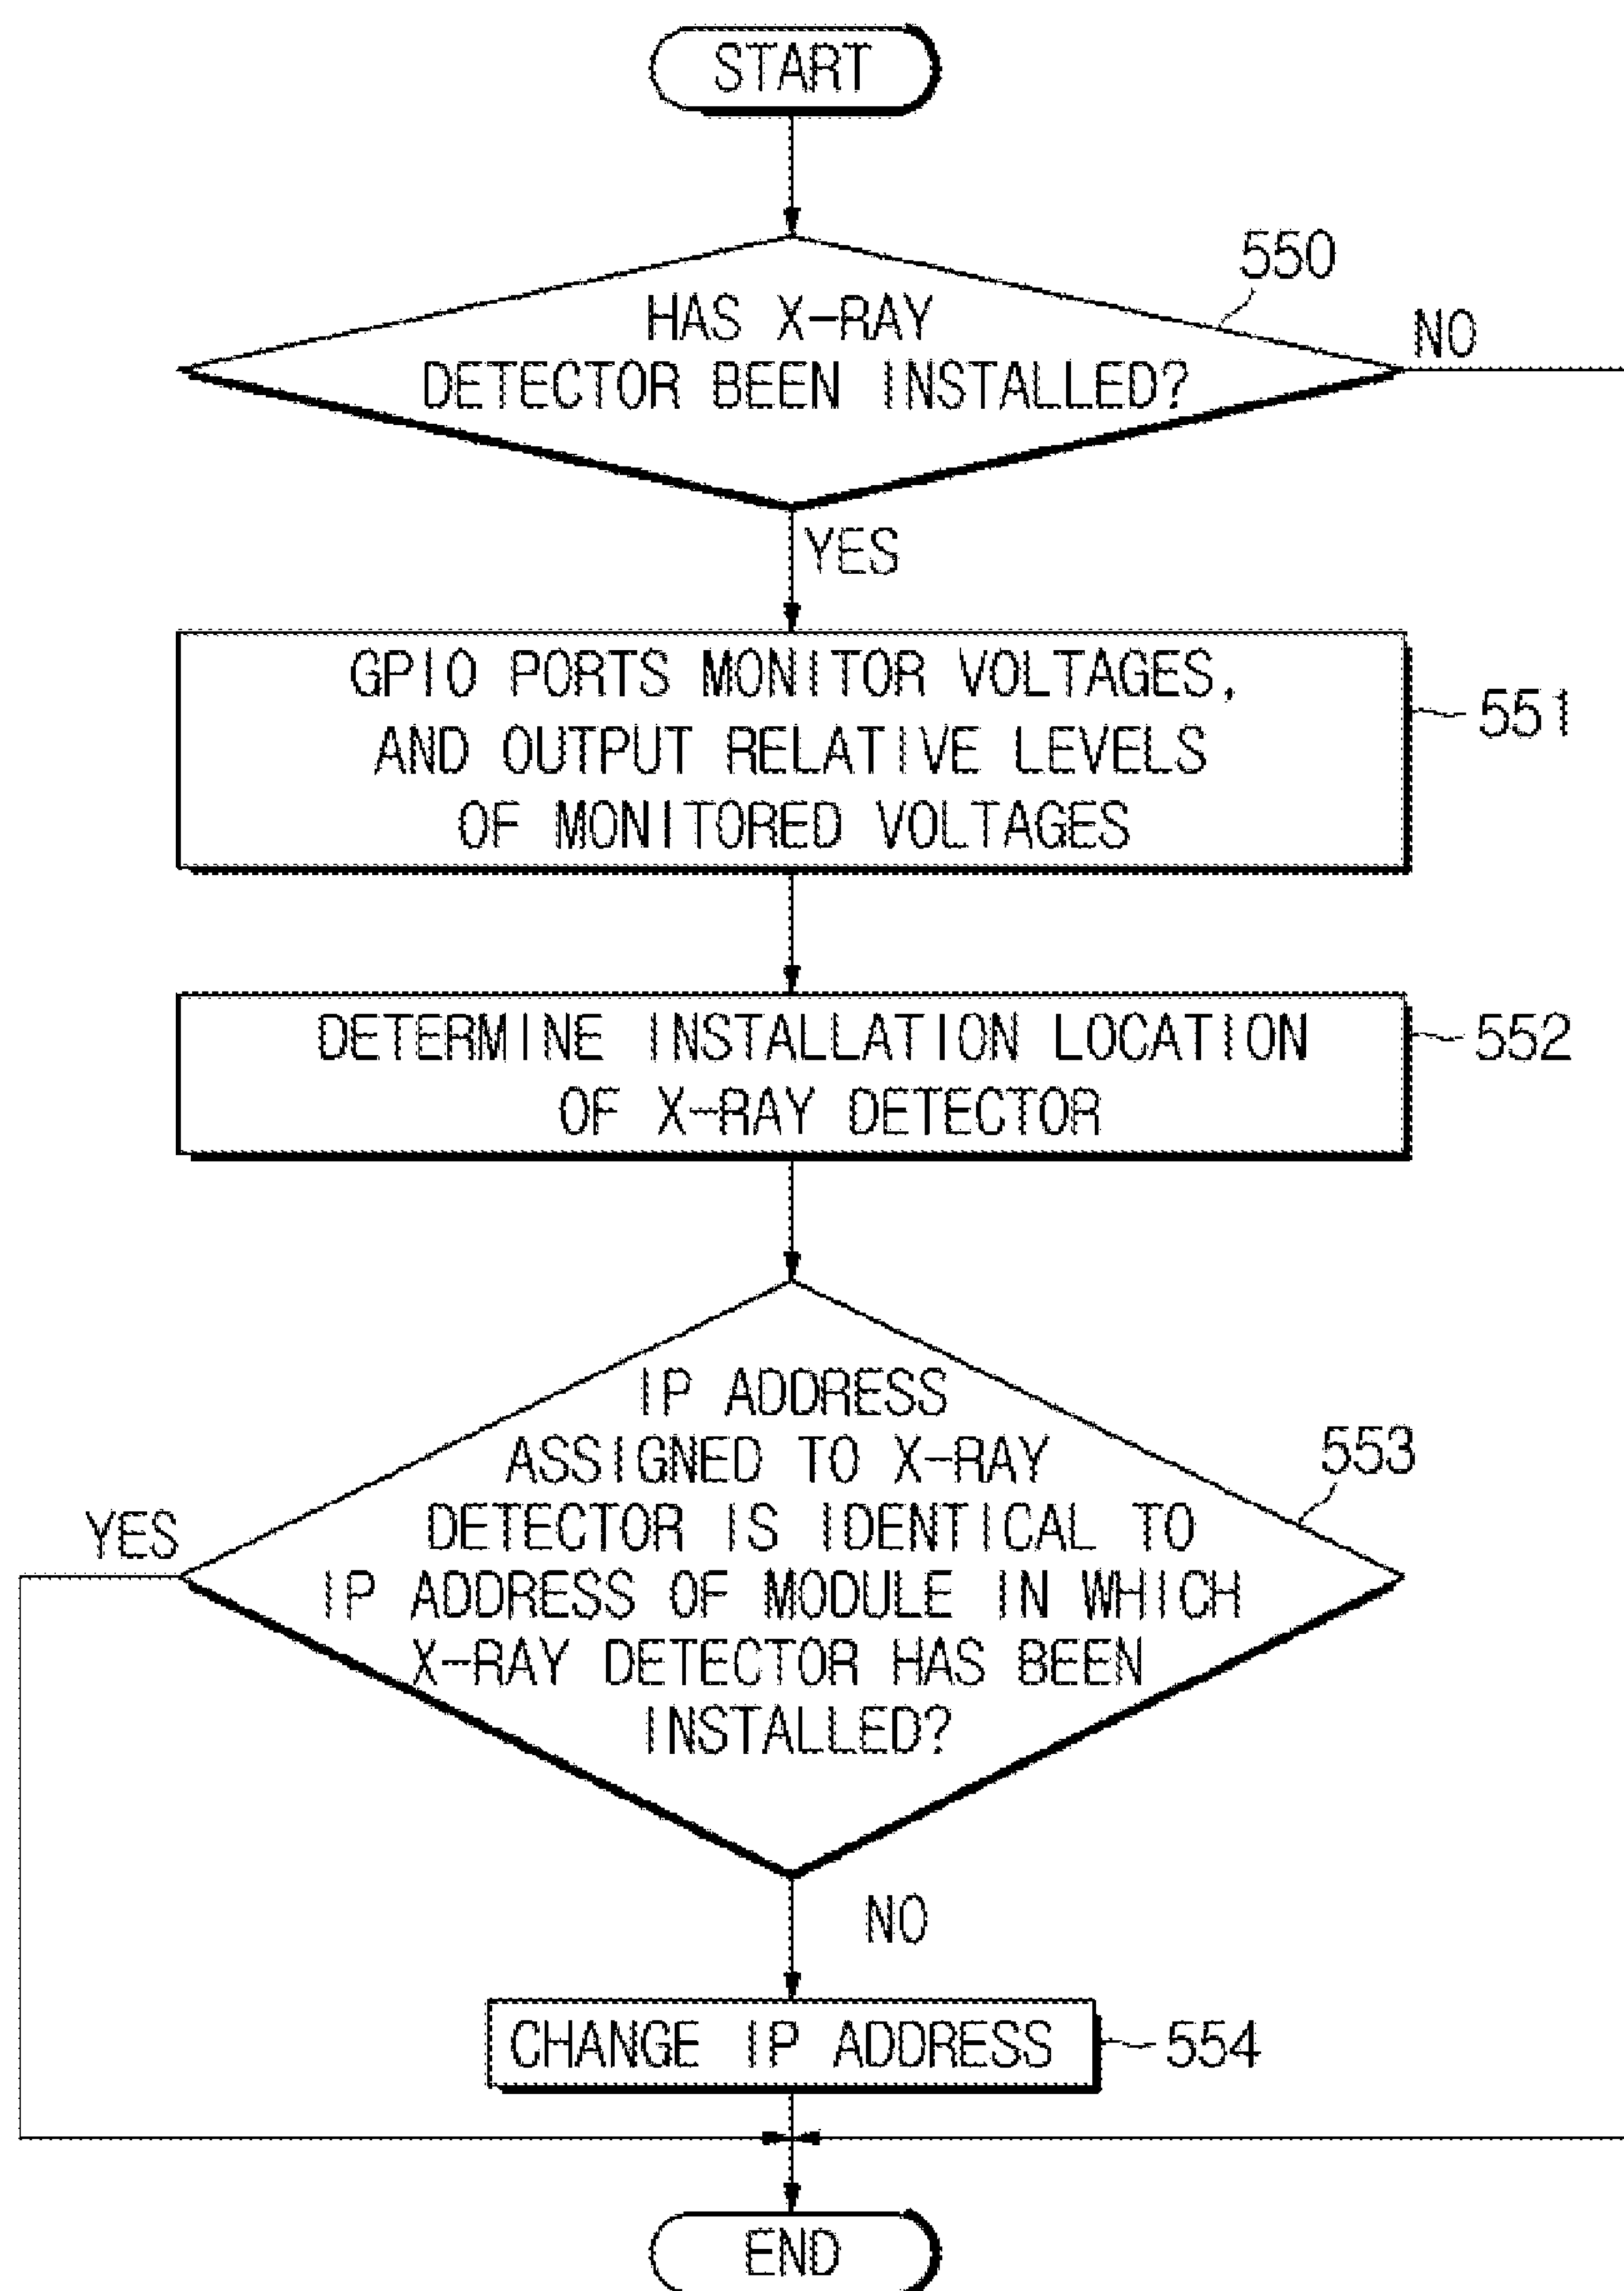 START
550
HAS X-RAY
DETECTOR BEEN INSTALLED?
NO
YES
GPIO PORTS MONITOR VOLTAGES,
AND OUTPUT RELATIVE LEVELS
OF MONITORED VOLTAGES
551
DETERMINE INSTALLATION LOCATION
OF X-RAY DETECTOR
552
IP ADDRESS
ASSIGNED TO X-RAY
DETECTOR IS IDENTICAL TO
IP ADDRESS OF MODULE IN WHICH
X-RAY DETECTOR HAS BEEN
INSTALLED?
553
YES
NO
CHANGE IP ADDRESS
554
END